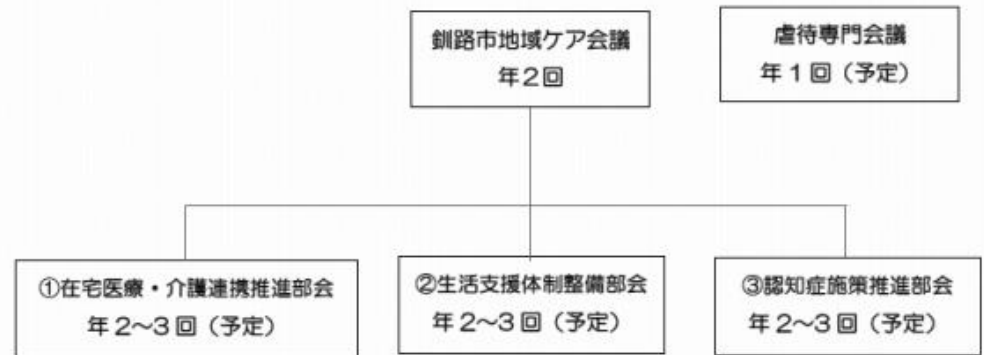 釧路市地域ケア会議
年2回
虐待専門会議
年1回（予定）
①在宅医療・介護連携推進部会
年2～3回（予定）
②生活支援体制整備部会
年2～3回（予定）
③認知症施策推進部会
年2～3回（予定）